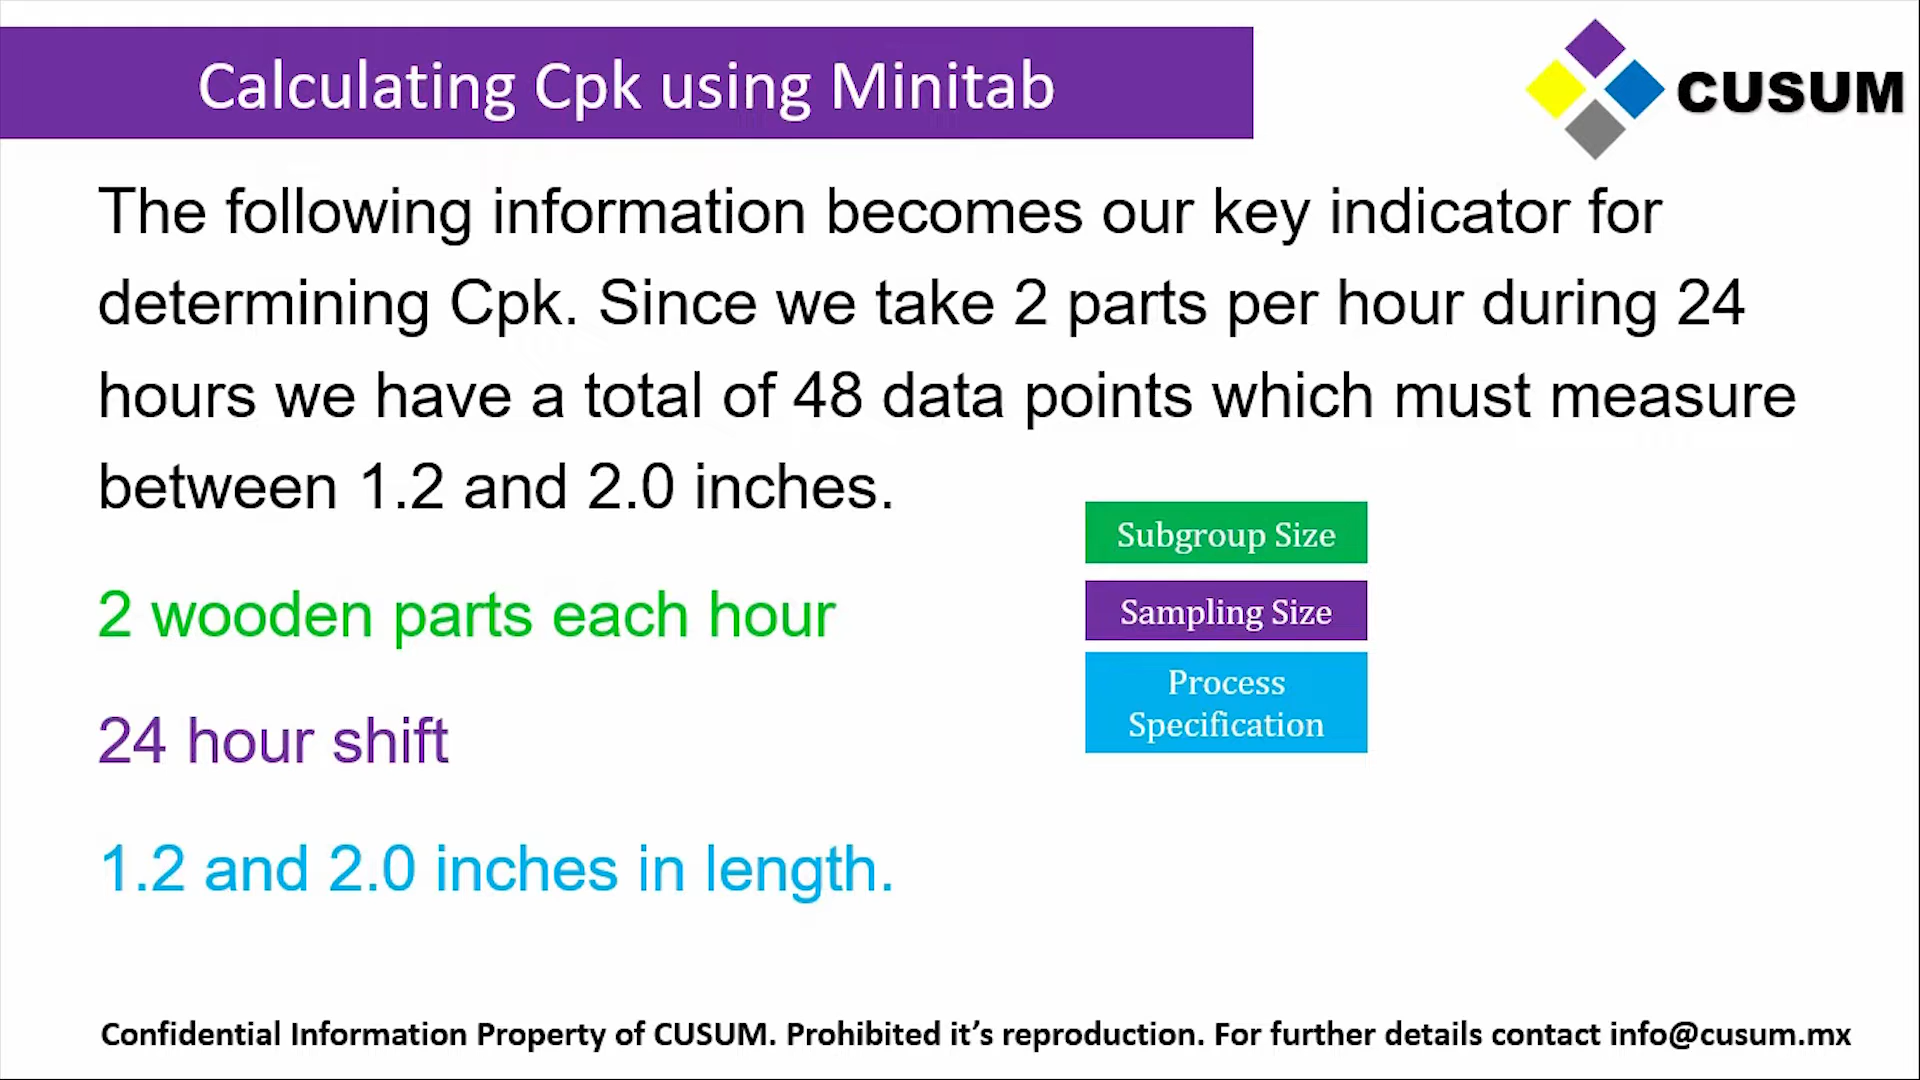 Calculating Cpk using Minitab
CUSUM
The following information becomes our key indicator for
determining Cpk. Since we take 2 parts per hour during 24
hours we have a total of 48 data points which must measure
between 1.2 and 2.0 inches.
2 wooden parts each hour
24 hour shift
1.2 and 2.0 inches in length.
Subgroup Size
Sampling Size
Process
Specification
Confidential Information Property of CUSUM. Prohibited it’s reproduction. For further details contact info@cusum.mx